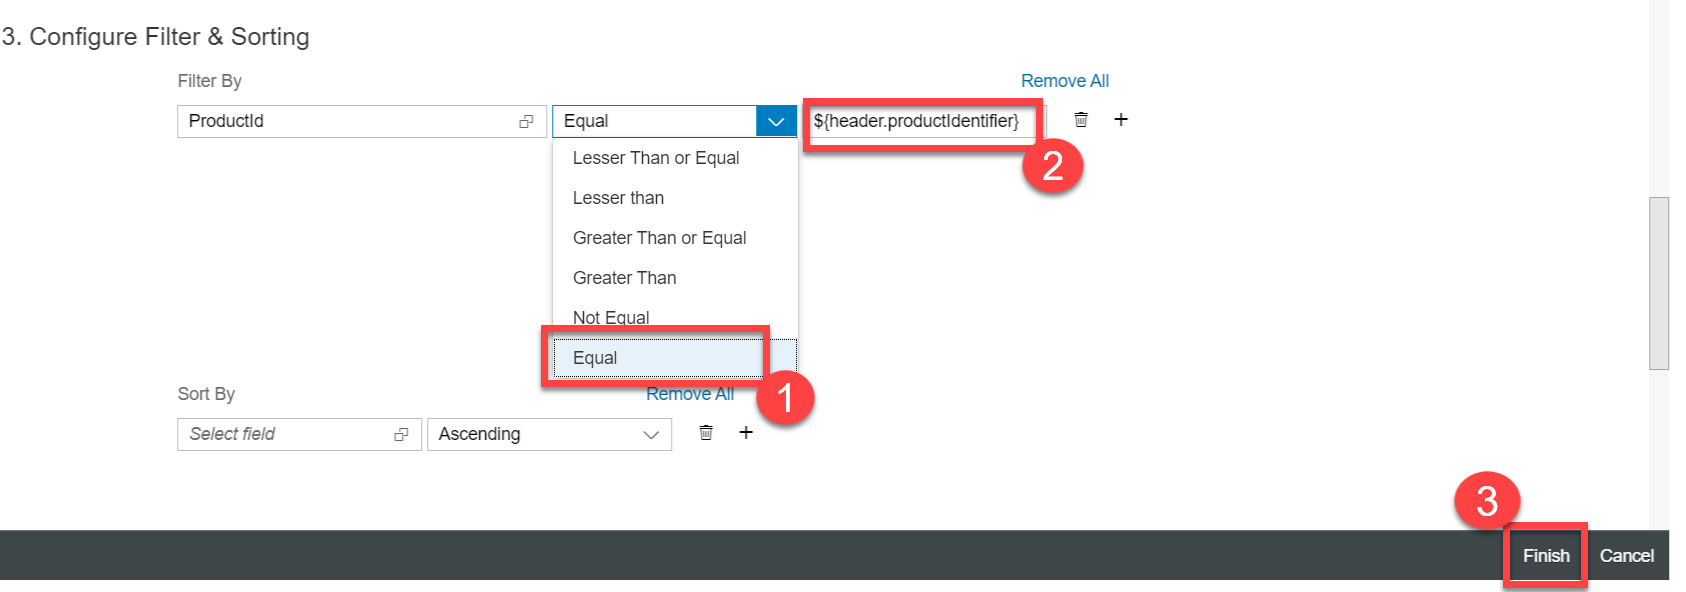 3. Configure Filter & Sorting
Filter By
Remove All
ProductId
Equal
${header.productIdentifier}
2
Lesser Than or Equal
Lesser than
Greater Than or Equal
Greater Than
Not Equal
Equal
1
Sort By
Remove All
Select field
Ascending
3
Finish
Cancel